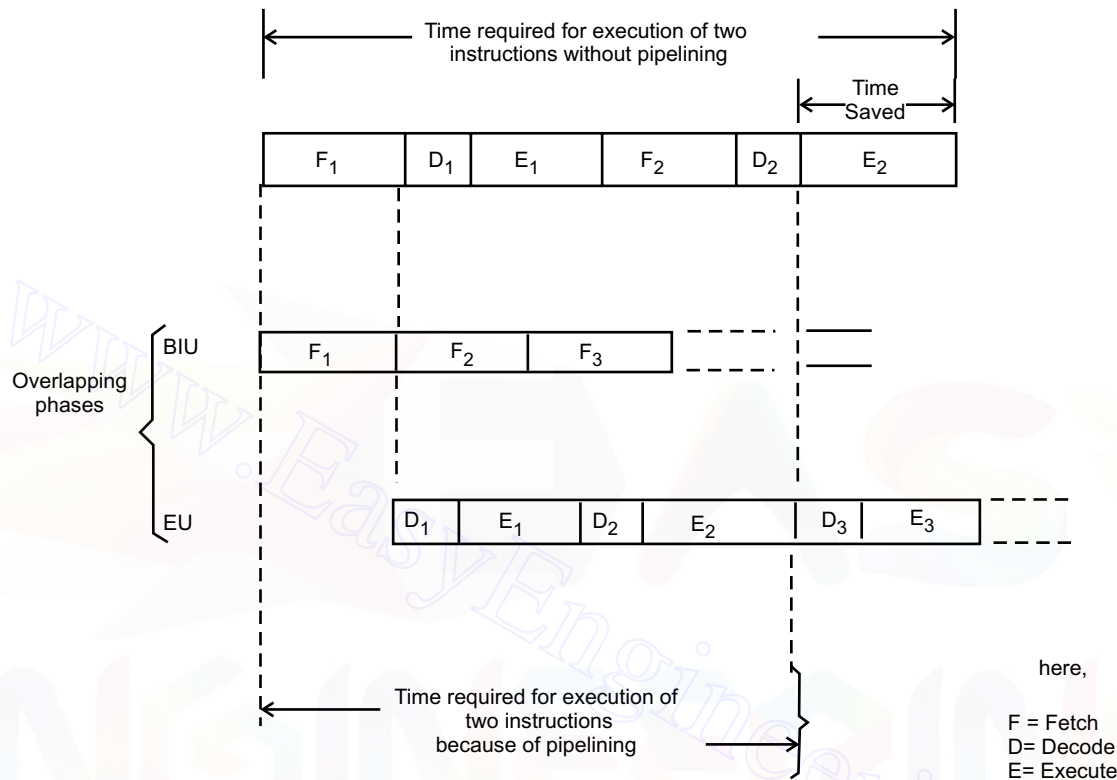 Time required for execution of two
instructions without pipelining
Time
Saved
F1 D1 E1 F2 D2 E2
Overlapping
phases
BIU
F1 F2 F3
EU
D1 E1 D2 E2 D3 E3
Time required for execution of
two instructions
because of pipelining
here,
F = Fetch
D= Decode
E= Execute
www.EasyEnginee